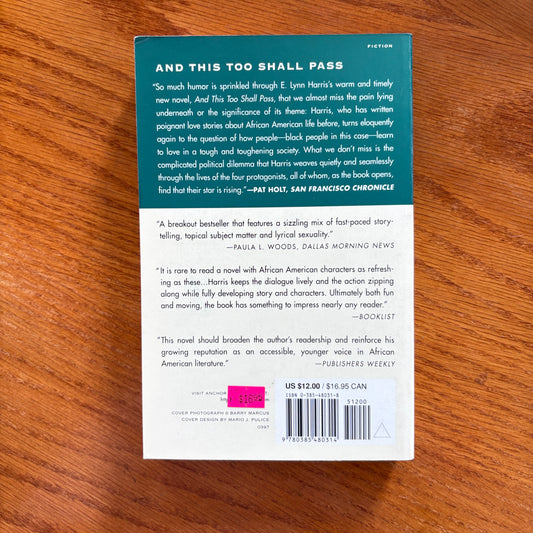 FICTION
AND THIS TOO SHALL PASS
"So much humor is sprinkled through E. Lynn Harris's warm and timely
new novel, And This Too Shall Pass, that we almost miss the pain lying
underneath or the significance of its theme: Harris, who has written
poignant love stories about African American life before, turns eloquently
again to the question of how people—black people in this case—learn
to love in a tough and toughening society. What we don't miss is the
complicated political dilemma that Harris weaves quietly and seamlessly
through the lives of the four protagonists, all of whom, as the book opens,
find that their star is rising."—PAT HOLT, SAN FRANCISCO CHRONICLE
"A breakout bestseller that features a sizzling mix of fast-paced story-
telling, topical subject matter and lyrical sexuality."
—PAULA L. WOODS, DALLAS MORNING NEWS
"It is rare to read a novel with African American characters as refresh-
ing as these...Harris keeps the dialogue lively and the action zipping
along while fully developing story and characters. Ultimately both fun
and moving, the book has something to impress nearly any reader."
—BOOKLIST
"This novel should broaden the author's readership and reinforce his
growing reputation as an accessible, younger voice in African
American literature."
—PUBLISHERS WEEKLY
VISIT ANCHOR
COVER PHOTOGRAPH © BARRY MARCUS
COVER DESIGN BY MARIO J. PULICE
0397
US $12.00 / $16.95 CAN
ISBN 0-385-48031-8
51200
9 780385 480314